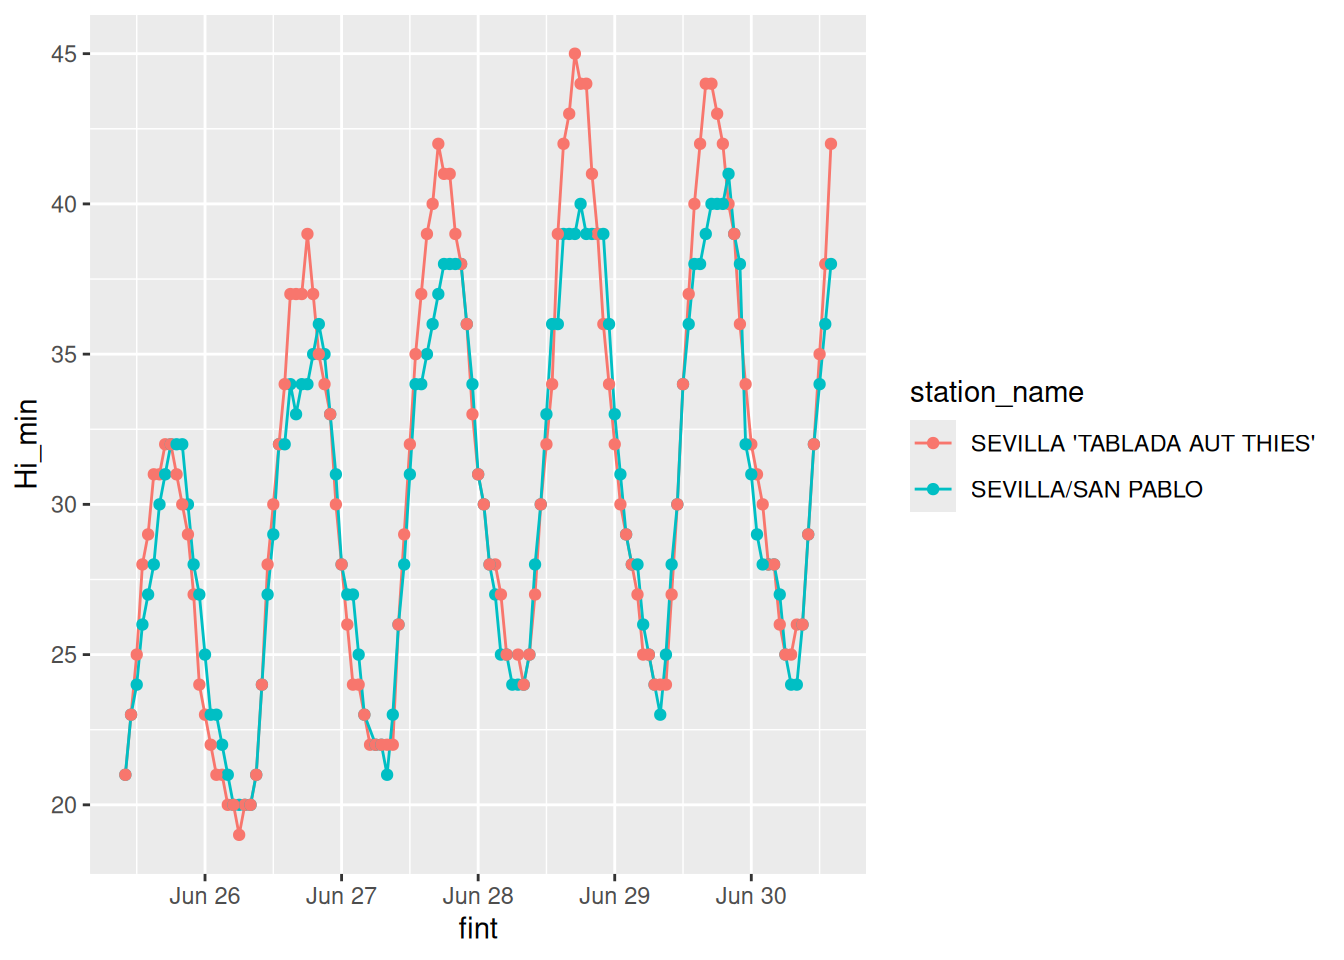 45
40
35
30
25
20
Hi_min
Jun 26 Jun 27 Jun 28 Jun 29 Jun 30
fint
station_name
SEVILLA 'TABLADA AUT THIES'
SEVILLA/SAN PABLO